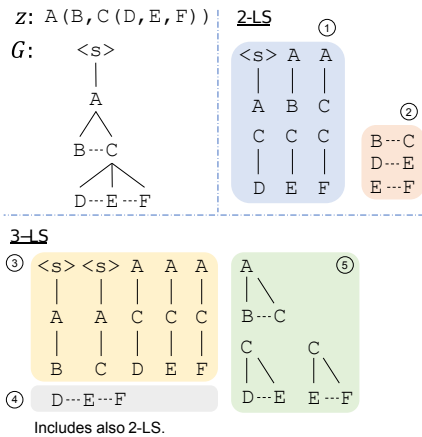 z: A(B,C(D,E,F))
G:
<s>
A
B C
D E F
2-LS
1
<s> A A
A B C
C C C
D E F
2
B C
D E
E F
3-LS
3
<s> <s> A A A
A A C C C
B C D E F
4
D E F
5
A
B C
C C
D E E F
Includes also 2-LS.